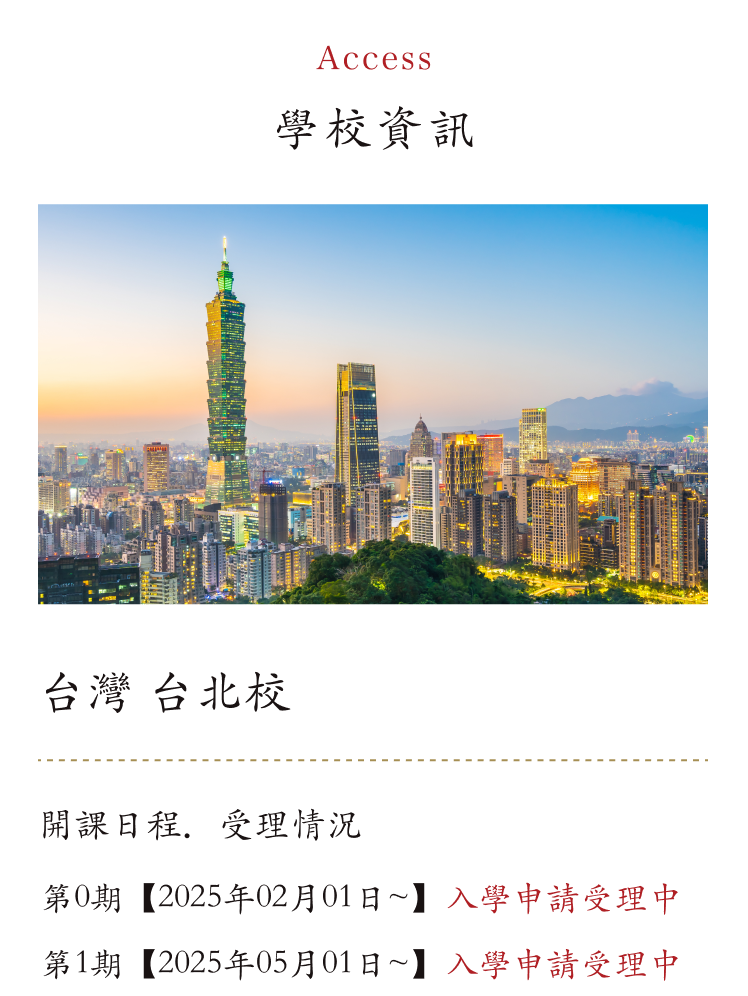 Access
學校資訊
台灣 台北校
開課日程．受理情況
第0期【2025年02月01日~】入學申請受理中
第1期【2025年05月01日~】入學申請受理中